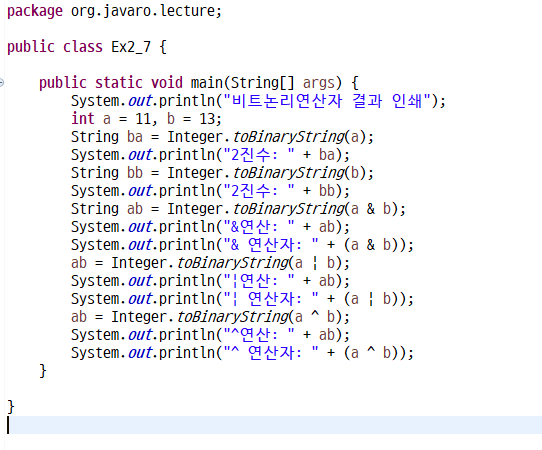 package org.javaro.lecture;
public class Ex2_7 {
public static void main(String[] args) {
System.out.println("비트논리연산자 결과 인쇄");
int a = 11, b = 13;
String ba = Integer.toBinaryString(a);
System.out.println("2진수: " + ba);
String bb = Integer.toBinaryString(b);
System.out.println("2진수: " + bb);
String ab = Integer.toBinaryString(a & b);
System.out.println("&연산: " + ab);
System.out.println("& 연산자: " + (a & b));
ab = Integer.toBinaryString(a ¦ b);
System.out.println("¦연산: " + ab);
System.out.println("¦ 연산자: " + (a ¦ b));
ab = Integer.toBinaryString(a ^ b);
System.out.println("^연산: " + ab);
System.out.println("^ 연산자: " + (a ^ b));
}
}